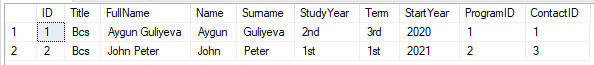 ID Title FullName Name Surname StudyYear Term StartYear ProgramID ContactID
1 1 Bcs Aygun Guliyeva Aygun Guliyeva 2nd 3rd 2020 1 1
2 2 Bcs John Peter John Peter 1st 1st 2021 2 3